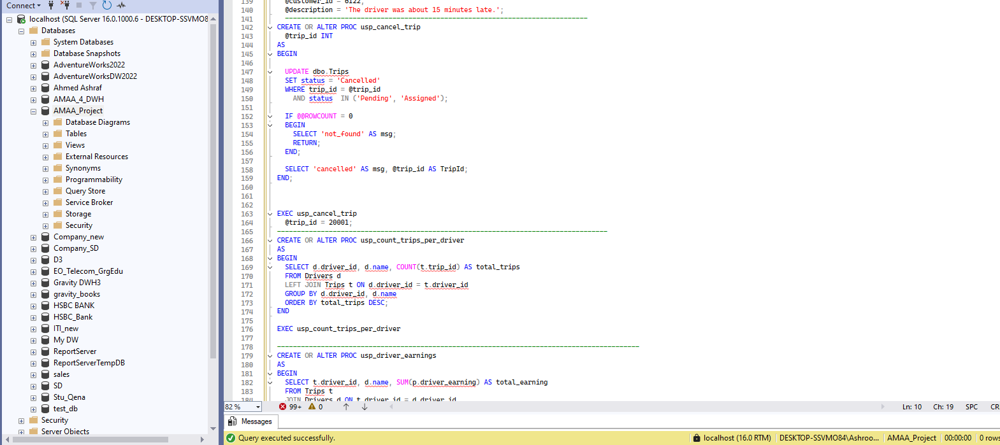 Connect
localhost (SQL Server 16.0.1000.6 - DESKTOP-SSVMO8
Databases
System Databases
Database Snapshots
AdventureWorks2022
AdventureWorksDW2022
Ahmed Ashraf
AMAA_4_DWH
AMAA_Project
Database Diagrams
Tables
Views
External Resources
Synonyms
Programmability
Query Store
Service Broker
Storage
Security
Company_new
Company_SD
D3
EO_Telecom_GrgEdu
Gravity DWH3
gravity_books
HSBC BANK
HSBC_Bank
ITI_new
My DW
ReportServer
ReportServerTempDB
sales
SD
Stu_Qena
test_db
Security
Server Objects
139 @customer_id = 6122,
140 @description = 'The driver was about 15 minutes late.';
141 ------------------------------------------------------------------------------
142 CREATE OR ALTER PROC usp_cancel_trip
143 @trip_id INT
144 AS
145 BEGIN
146
147 UPDATE dbo.Trips
148 SET status = 'Cancelled'
149 WHERE trip_id = @trip_id
150 AND status  IN ('Pending', 'Assigned');
151
152 IF @@ROWCOUNT = 0
153 BEGIN
154 SELECT 'not_found' AS msg;
155 RETURN;
156 END;
157
158 SELECT 'cancelled' AS msg, @trip_id AS TripId;
159 END;
160
161
162
163 EXEC usp_cancel_trip
164 @trip_id = 20001;
165 -----------------------------------------------------------------------------------
166 CREATE OR ALTER PROC usp_count_trips_per_driver
167 AS
168 BEGIN
169 SELECT d.driver_id, d.name, COUNT(t.trip_id) AS total_trips
170 FROM Drivers d
171 LEFT JOIN Trips t ON d.driver_id = t.driver_id
172 GROUP BY d.driver_id, d.name
173 ORDER BY total_trips DESC;
174 END
175
176 EXEC usp_count_trips_per_driver
177
178 -------------------------------------------------------------------------------------------
179 CREATE OR ALTER PROC usp_driver_earnings
180 AS
181 BEGIN
182 SELECT t.driver_id, d.name, SUM(p.driver_earning) AS total_earning
183 FROM Trips t
184 JOIN Drivers d ON t.driver_id = d.driver_id
82 % 99+ 0 Ln: 10 Ch: 19 SPC CR
Messages
Query executed successfully. localhost (16.0 RTM) DESKTOP-SSVMO84\Ashroo... AMAA_Project 00:00:00 0 rows